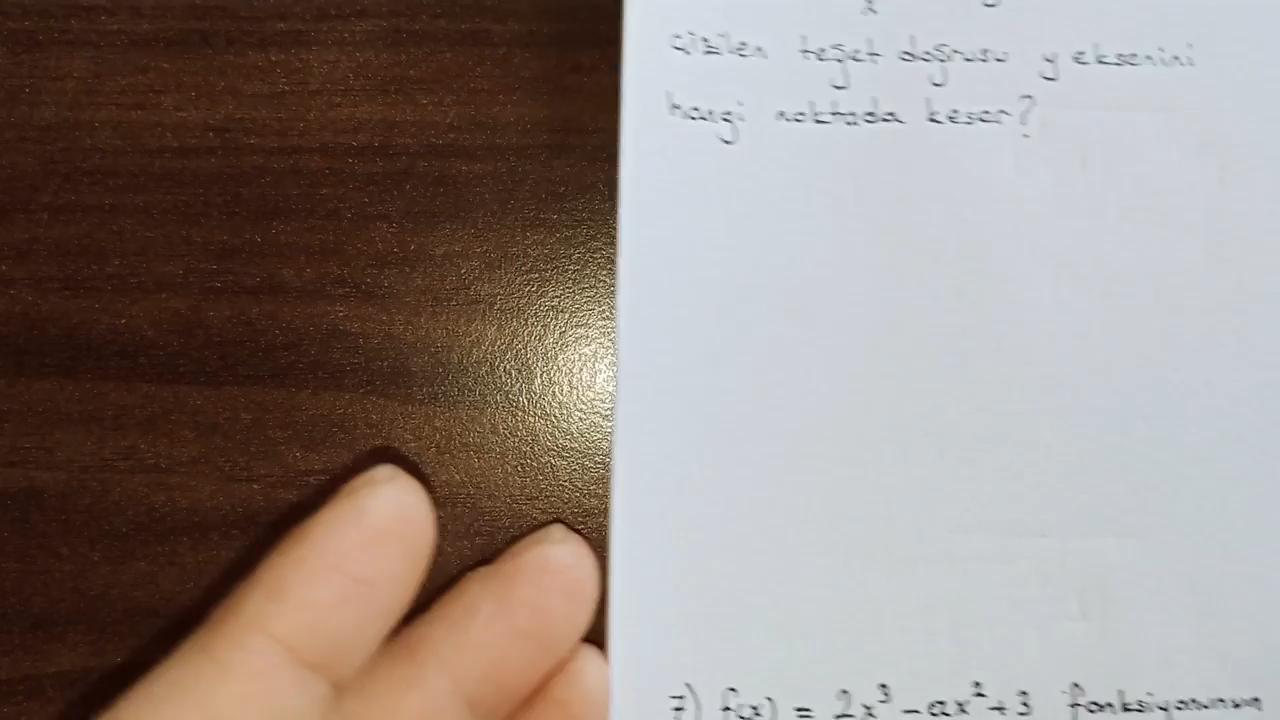 çizilen teğet doğrusu y eksenini
hangi noktada keser?
7) f(x) = 2x³ - ax² + 3 fonksiyonunun